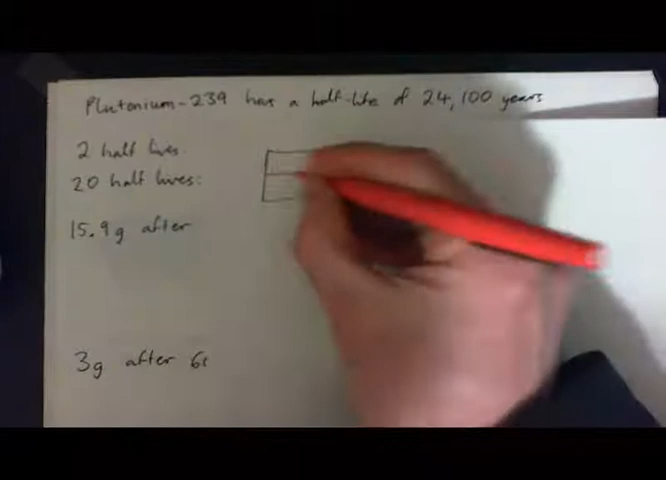 Plutonium-239 has a half-life of 24,100 years
2 half lives
20 half lives:
15.9g after
3g after